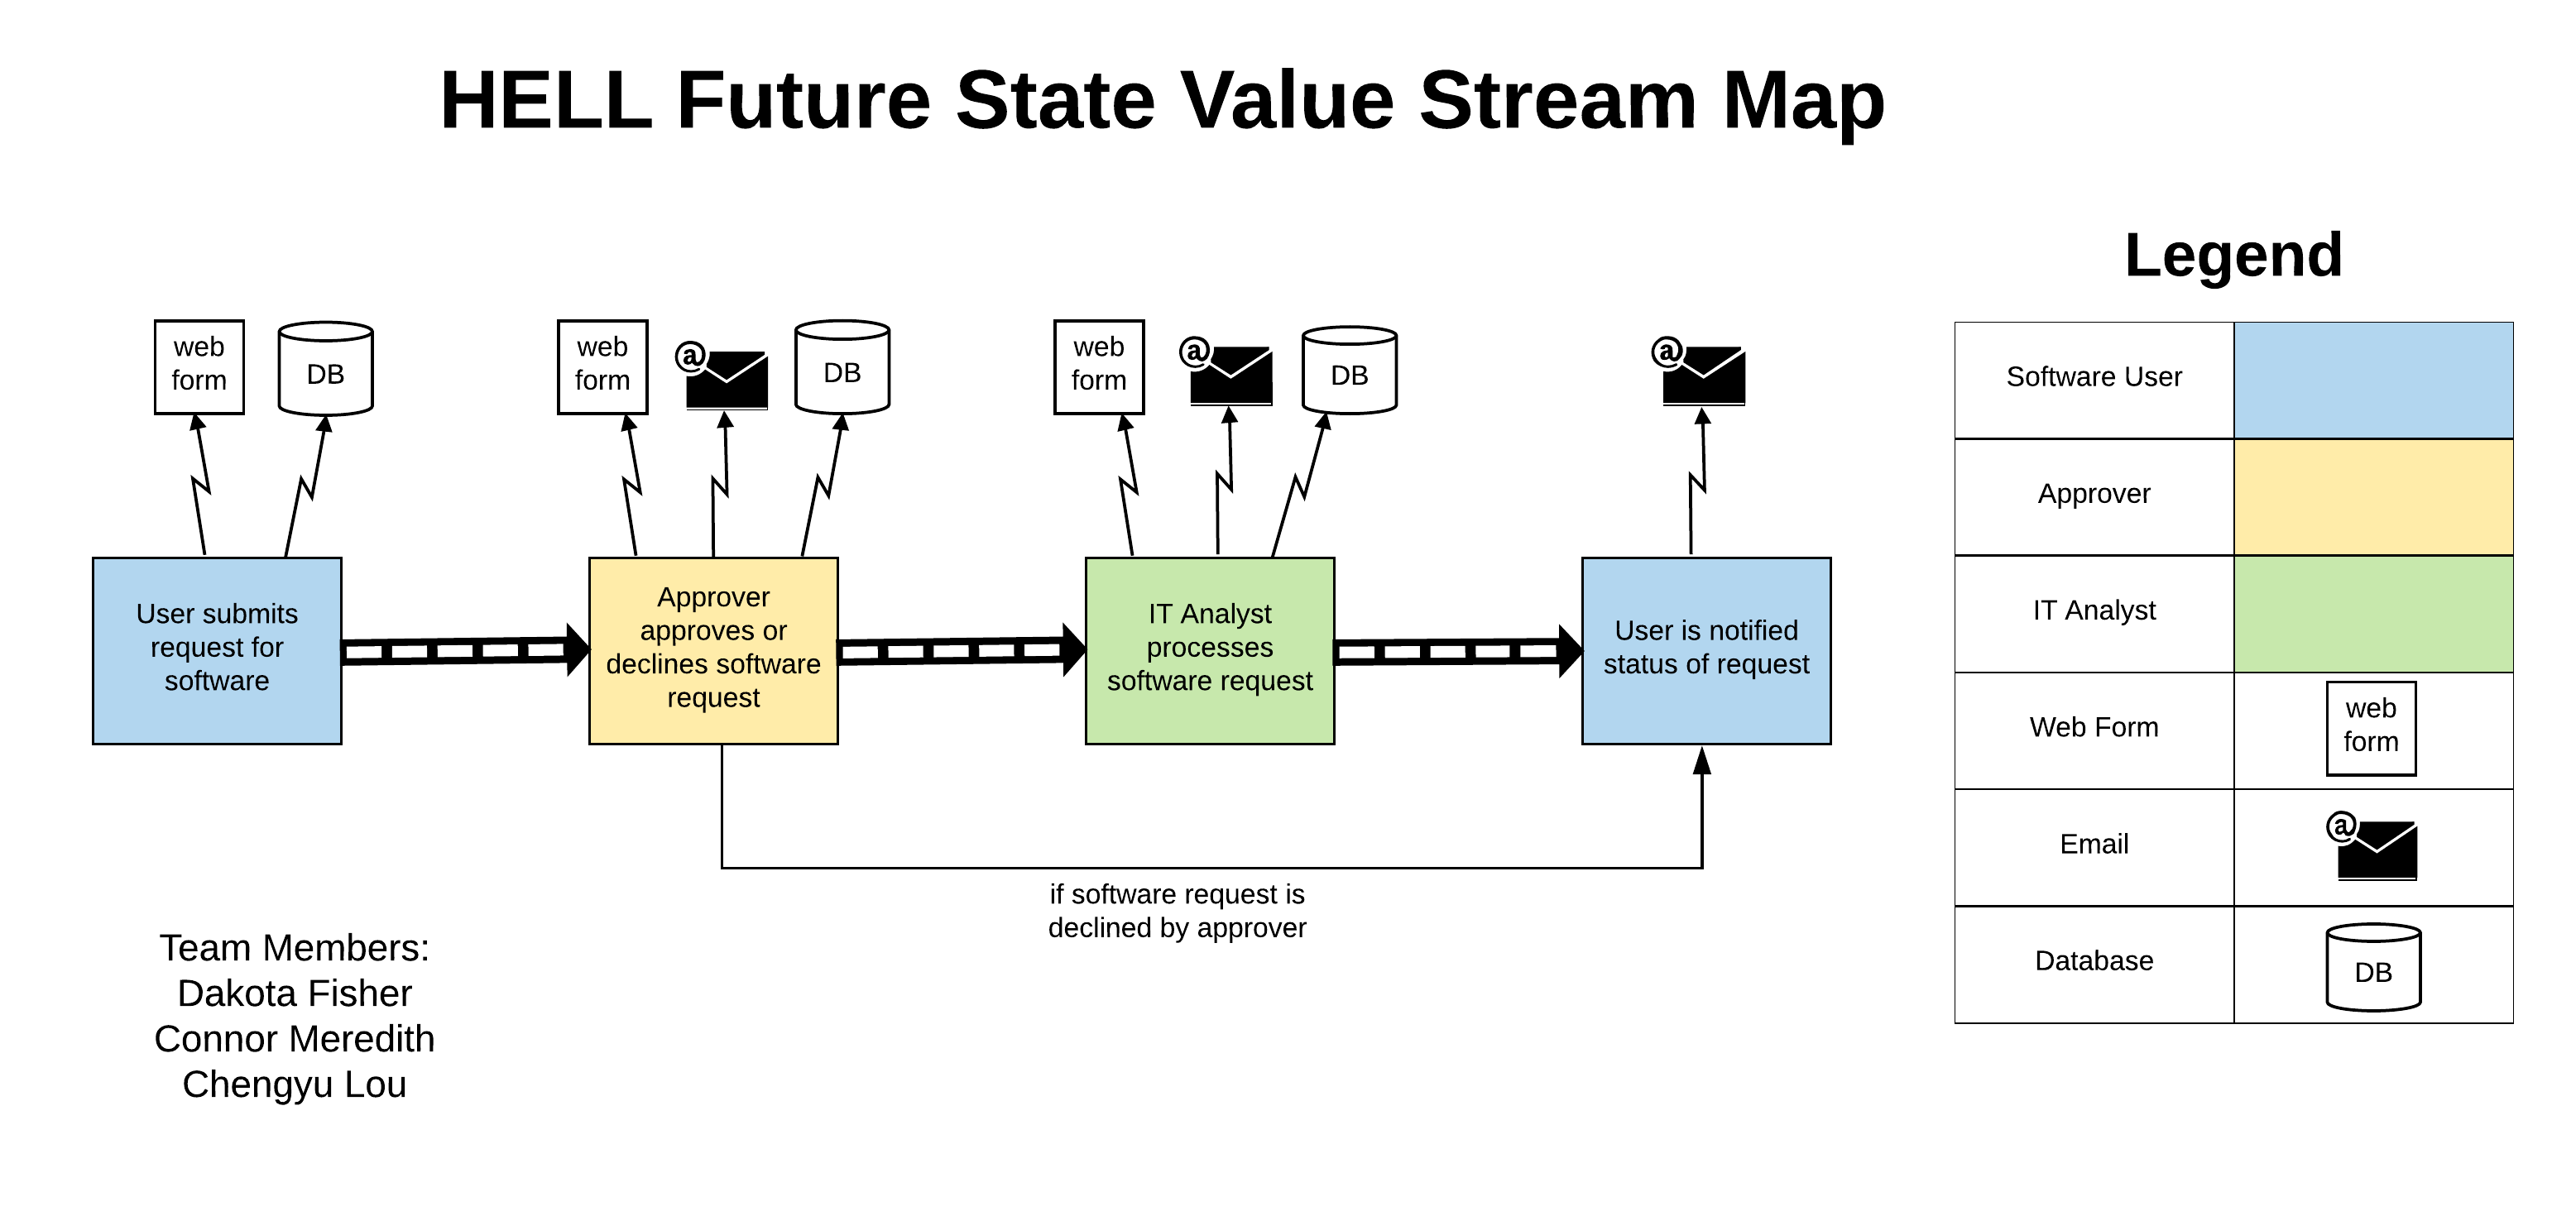 HELL Future State Value Stream Map
web
form
DB
web
form
@
DB
web
form
@
DB
@
User submits
request for
software
Approver
approves or
declines software
request
IT Analyst
processes
software request
User is notified
status of request
if software request is
declined by approver
Team Members:
Dakota Fisher
Connor Meredith
Chengyu Lou
Legend
Software User
Approver
IT Analyst
Web Form
web
form
Email
@
Database
DB